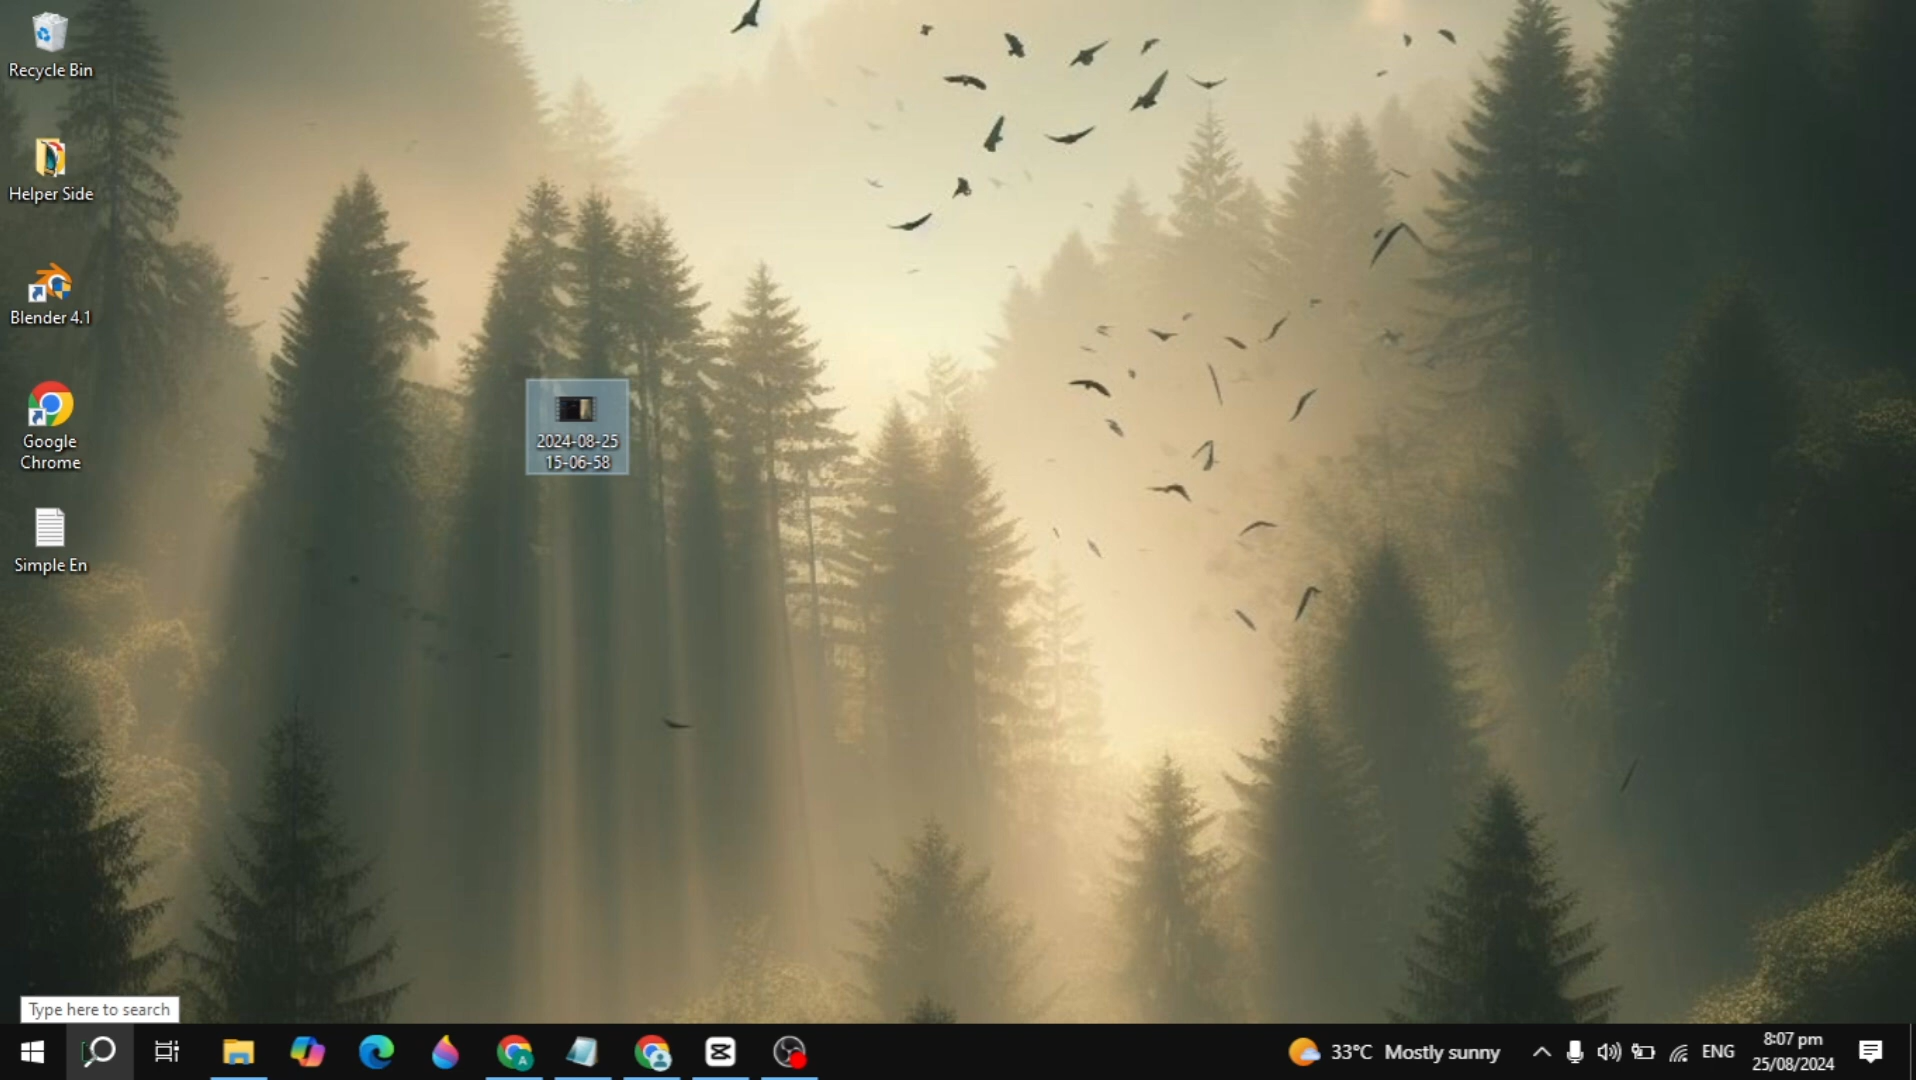 Recycle Bin
Helper Side
Blender 4.1
Google
Chrome
Simple En
2024-08-25
15-06-58
Type here to search
33°C Mostly sunny
ENG
8:07 pm
25/08/2024